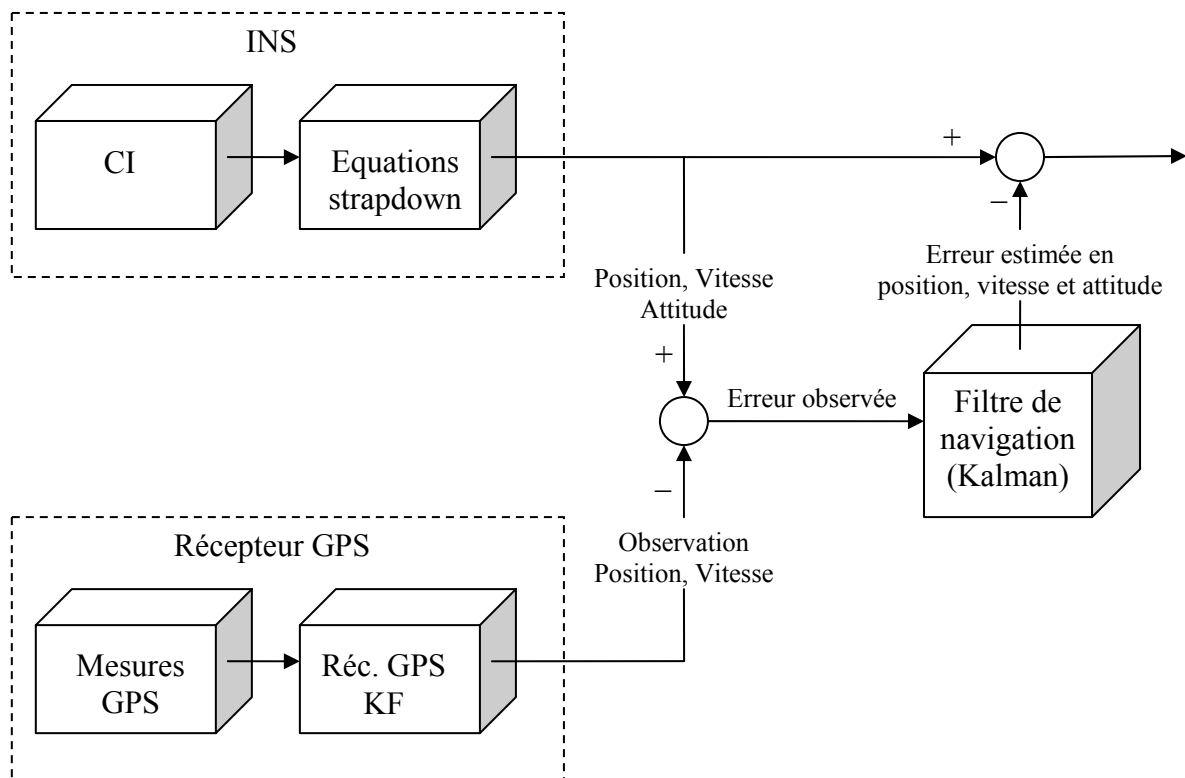 INS
CI
Equations
strapdown
+
−
Erreur estimée en
position, vitesse et attitude
Position, Vitesse
Attitude
+
Erreur observée
Filtre de
navigation
(Kalman)
−
Observation
Position, Vitesse
Récepteur GPS
Mesures
GPS
Réc. GPS
KF